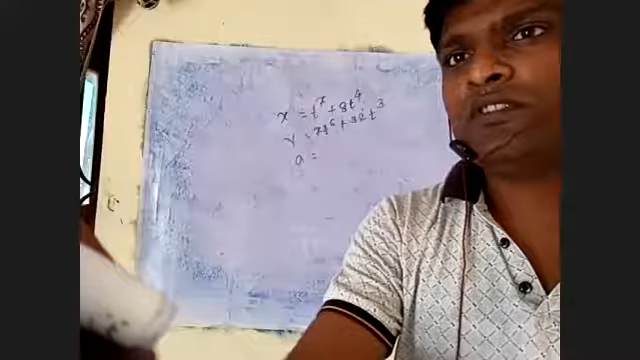 x = t⁷ + 8t⁴
v = 7t⁶ + 32t³
a =